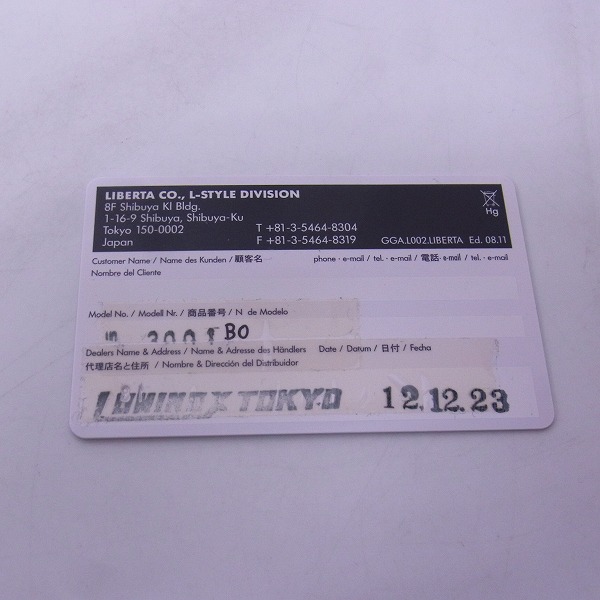 LIBERTA CO., L-STYLE DIVISION
8F Shibuya KI Bldg.
1-16-9 Shibuya, Shibuya-Ku
Tokyo 150-0002 T +81-3-5464-8304
Japan F +81-3-5464-8319 GGA.L002.LIBERTA Ed. 08.11
Hg
Customer Name / Name des Kunden / 顧客名 phone · e-mail / tel. · e-mail / 電話·e-mail / tel. · e-mail
Nombre del Cliente
Model No. / Modell Nr. / 商品番号 / N de Modelo
BO
Dealers Name & Address / Name & Adresse des Händlers Date / Datum / 日付 / Fecha
代理店名と住所 / Nombre & Dirección del Distribuidor
TOKYO 12.12.23